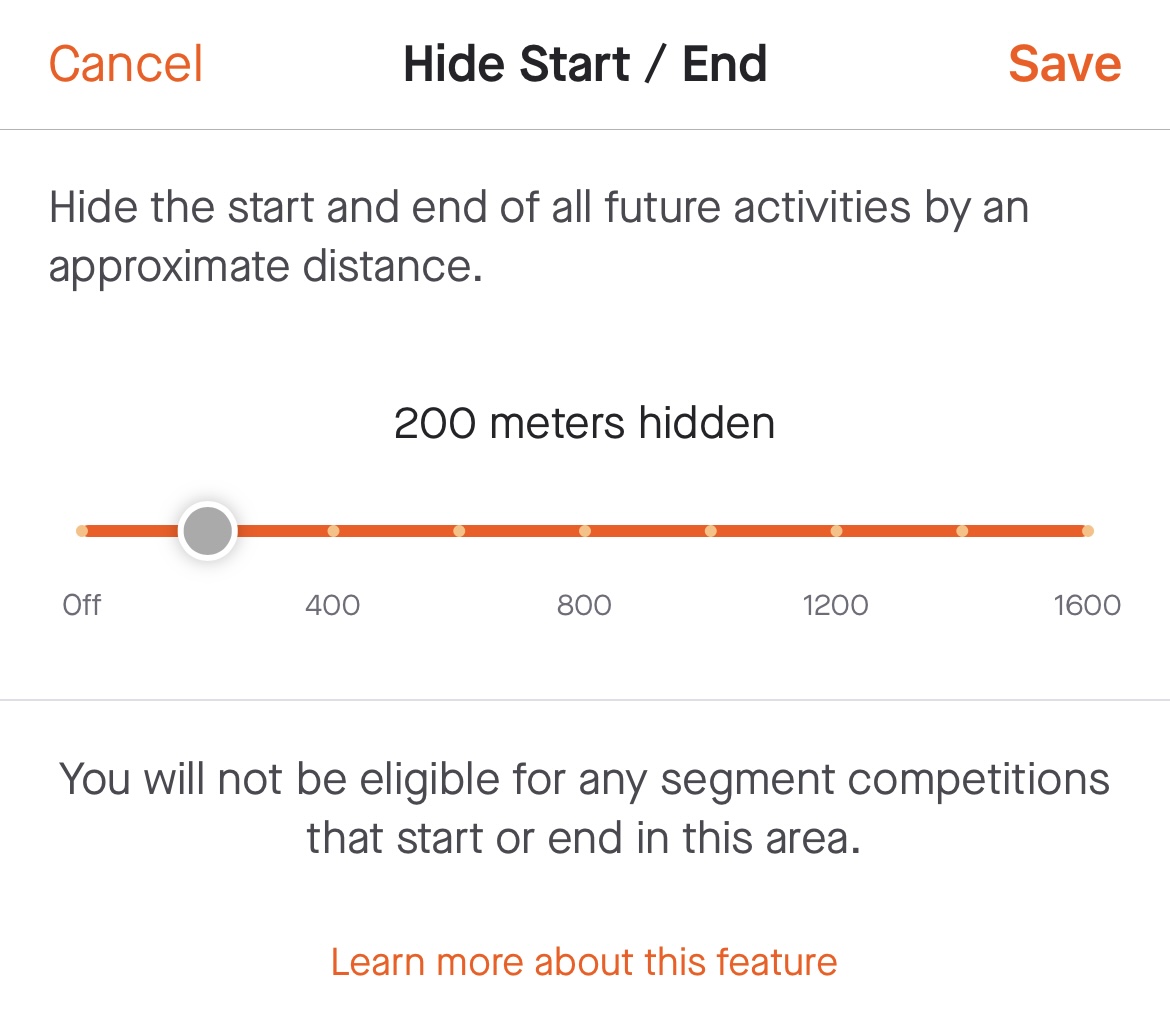 Cancel Hide Start / End Save
Hide the start and end of all future activities by an
approximate distance.
200 meters hidden
Off 400 800 1200 1600
You will not be eligible for any segment competitions
that start or end in this area.
Learn more about this feature